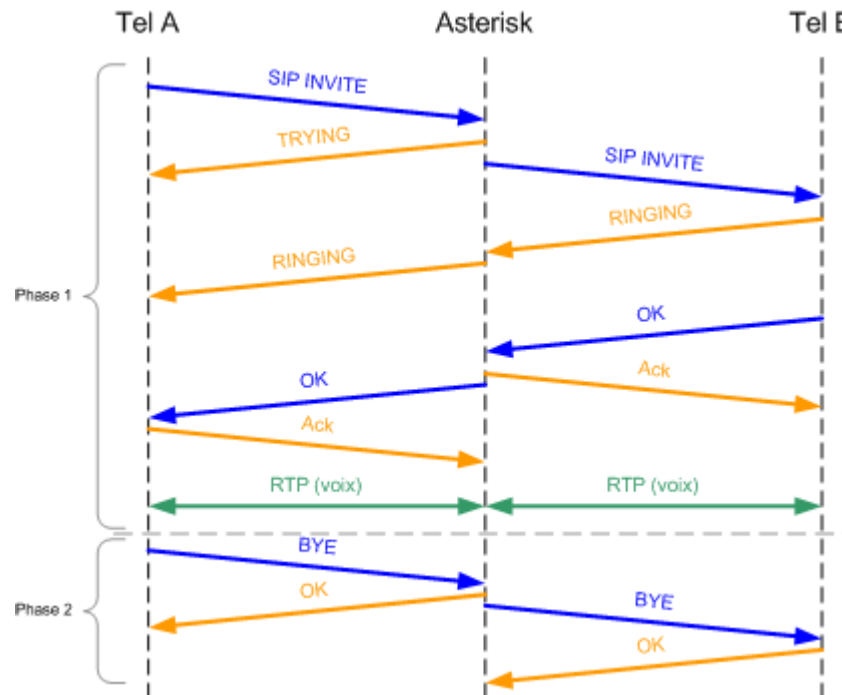 Tel A
Asterisk
Tel
SIP INVITE
TRYING
SIP INVITE
RINGING
RINGING
Phase 1
OK
OK
Ack
Ack
RTP (voix)
RTP (voix)
BYE
OK
BYE
Phase 2
OK